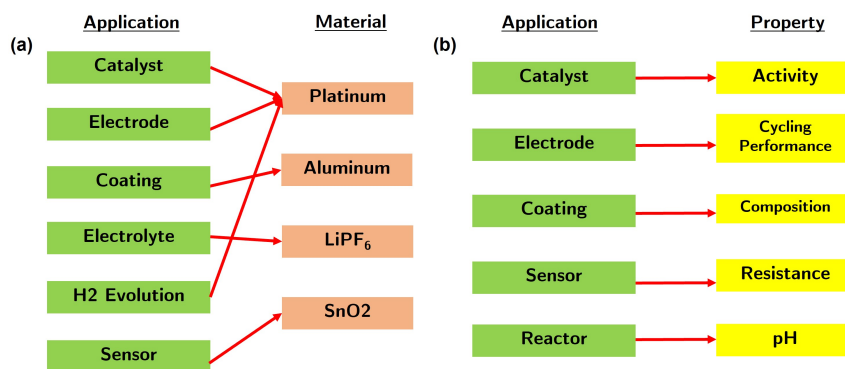 (a)
Application
Material
Catalyst
Electrode
Coating
Electrolyte
H2 Evolution
Sensor
Platinum
Aluminum
LiPF₆
SnO2
(b)
Application
Property
Catalyst
Activity
Electrode
Cycling
Performance
Coating
Composition
Sensor
Resistance
Reactor
pH